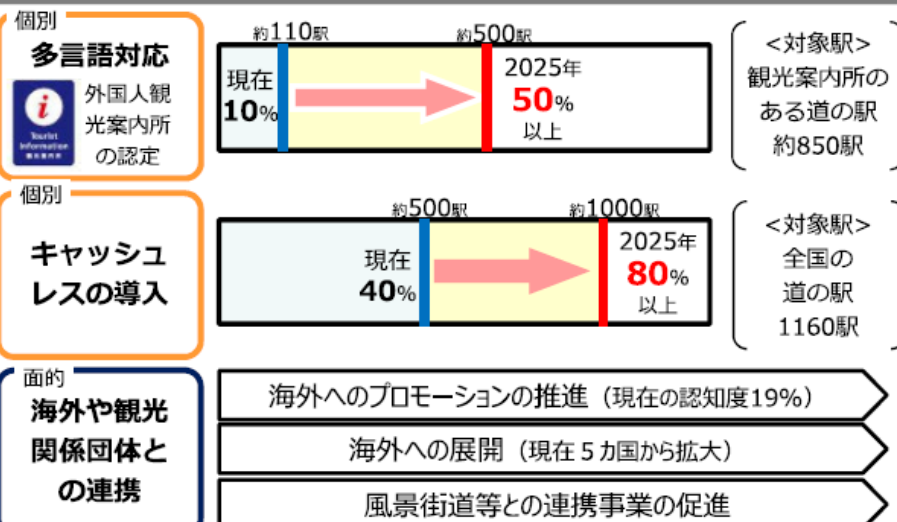 個別
多言語対応
i
Tourist
Information
観光案内所
外国人観
光案内所
の認定
約110駅
約500駅
現在
10%
2025年
50%
以上
<対象駅>
観光案内所の
ある道の駅
約850駅
個別
キャッシュ
レスの導入
約500駅
約1000駅
現在
40%
2025年
80%
以上
<対象駅>
全国の
道の駅
1160駅
面的
海外や観光
関係団体と
の連携
海外へのプロモーションの推進（現在の認知度19%）
海外への展開（現在５カ国から拡大）
風景街道等との連携事業の促進